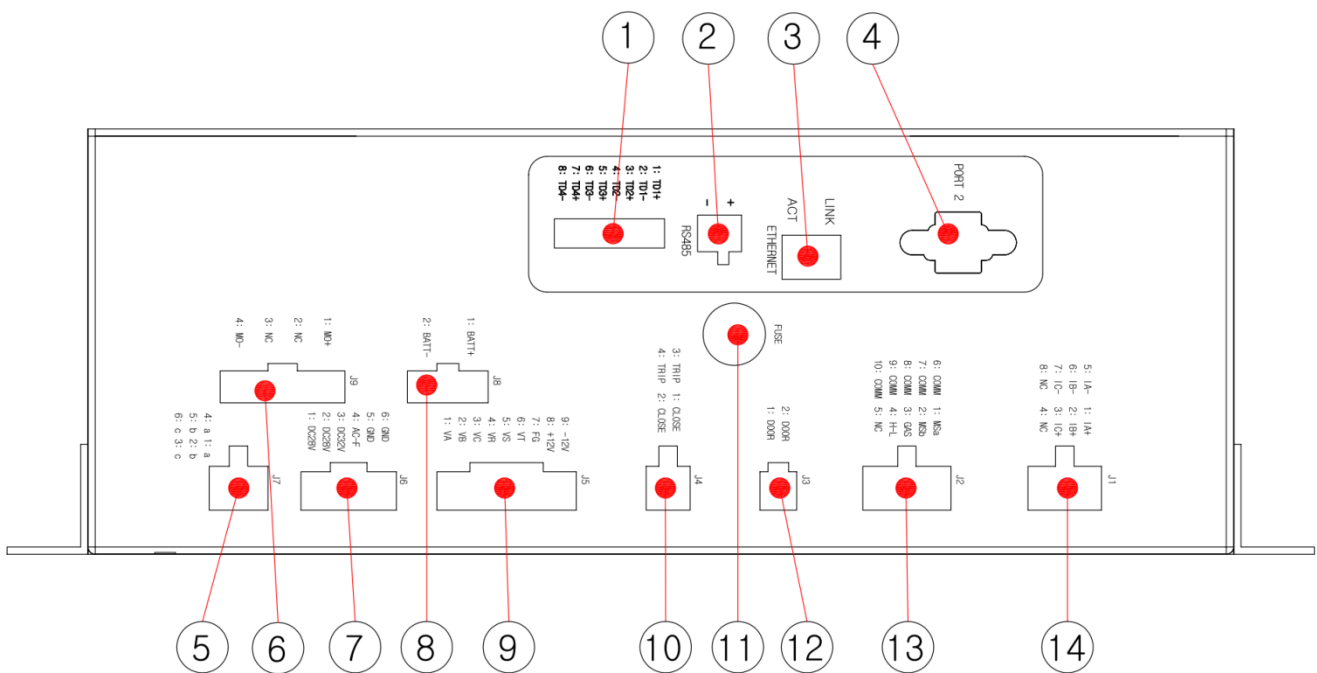 1
2
3
4
1: TD1+
2: TD1-
3: TD2+
4: TD2-
5: TD3+
6: TD3-
7: TD4+
8: TD4-
+
-
RS485
LINK
ACT
ETHERNET
PORT 2
FUSE
1: MO+
2: NC
3: NC
4: MO-
J9
1: BATT+
2: BATT-
J8
4: a 1: a
5: b 2: b
6: c 3: c
J7
6: GND
5: GND
4: AC-F
3: DC32V
2: DC28V
1: DC28V
J6
9: -12V
8: +12V
7: FG
6: VT
5: VS
4: VR
3: VC
2: VB
1: VA
J5
3: TRIP 1: CLOSE
4: TRIP 2: CLOSE
J4
2: DOOR
1: DOOR
J3
6: COMM 1: MSa
7: COMM 2: MSb
8: COMM 3: GAS
9: COMM 4: H-L
10: COMM 5: NC
J2
5: IA- 1: IA+
6: IB- 2: IB+
7: IC- 3: IC+
8: NC 4: NC
J1
5
6
7
8
9
10
11
12
13
14